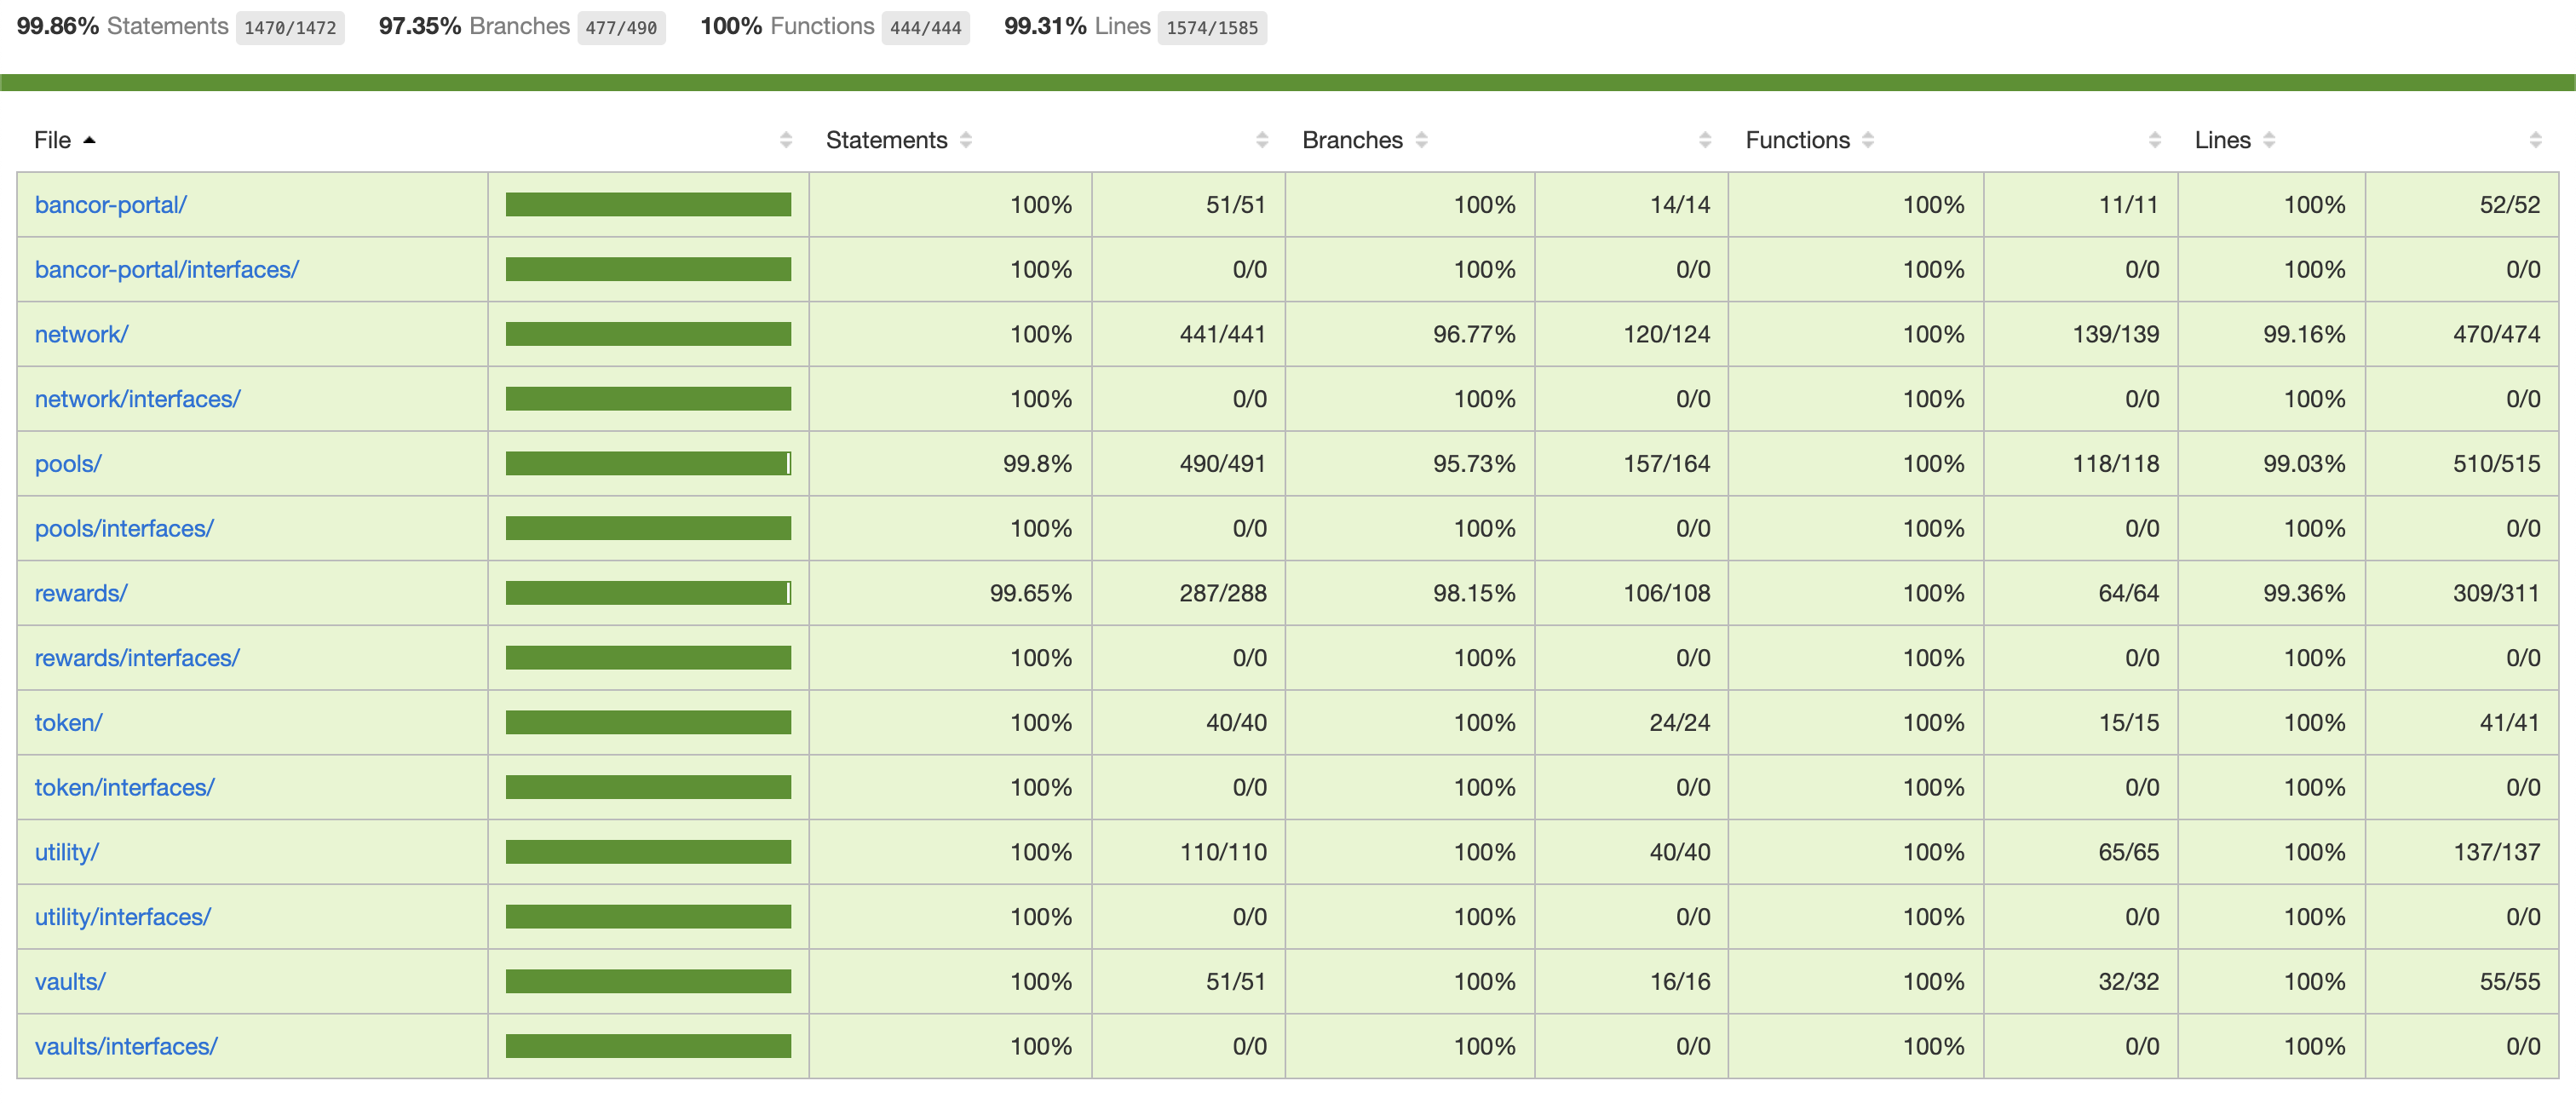 99.86% Statements 1470/1472 97.35% Branches 477/490 100% Functions 444/444 99.31% Lines 1574/1585
File Statements Branches Functions Lines
bancor-portal/ 100% 51/51 100% 14/14 100% 11/11 100% 52/52
bancor-portal/interfaces/ 100% 0/0 100% 0/0 100% 0/0 100% 0/0
network/ 100% 441/441 96.77% 120/124 100% 139/139 99.16% 470/474
network/interfaces/ 100% 0/0 100% 0/0 100% 0/0 100% 0/0
pools/ 99.8% 490/491 95.73% 157/164 100% 118/118 99.03% 510/515
pools/interfaces/ 100% 0/0 100% 0/0 100% 0/0 100% 0/0
rewards/ 99.65% 287/288 98.15% 106/108 100% 64/64 99.36% 309/311
rewards/interfaces/ 100% 0/0 100% 0/0 100% 0/0 100% 0/0
token/ 100% 40/40 100% 24/24 100% 15/15 100% 41/41
token/interfaces/ 100% 0/0 100% 0/0 100% 0/0 100% 0/0
utility/ 100% 110/110 100% 40/40 100% 65/65 100% 137/137
utility/interfaces/ 100% 0/0 100% 0/0 100% 0/0 100% 0/0
vaults/ 100% 51/51 100% 16/16 100% 32/32 100% 55/55
vaults/interfaces/ 100% 0/0 100% 0/0 100% 0/0 100% 0/0